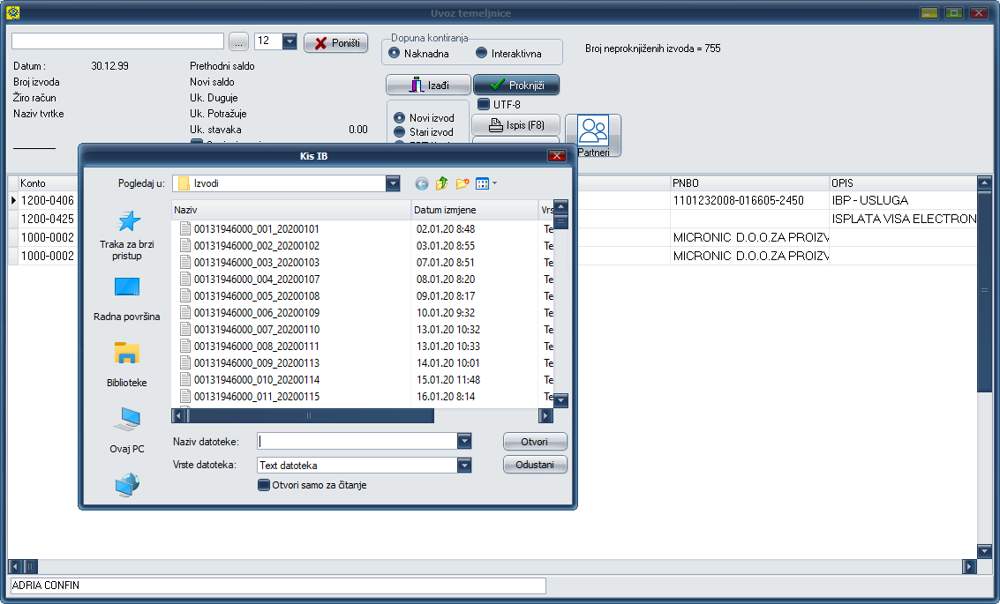 Uvoz temeljnice
... 12 Poništi
Dopuna kontiranja
Naknadna Interaktivna
Broj neproknjiženih izvoda = 755
Datum : 30.12.99 Prethodni saldo
Broj izvoda Novi saldo
Žiro račun Uk. Duguje
Naziv tvrtke Uk. Potražuje
Uk. stavaka 0.00
Izađi Proknjiži
UTF-8
Novi izvod
Stari izvod
Ispis (F8)
Partneri
Konto PNBO OPIS
1200-0406 1101232008-016605-2450 IBP - USLUGA
1200-0425 ISPLATA VISA ELECTRON
1000-0002 MICRONIC D.O.O.ZA PROIZV
1000-0002 MICRONIC D.O.O.ZA PROIZV
Kis IB
Pogledaj u: Izvodi
Traka za brzi
pristup
Radna površina
Biblioteke
Ovaj PC
Naziv Datum izmjene Vrs
00131946000_001_20200101 02.01.20 8:48 Te
00131946000_002_20200102 03.01.20 8:55 Te
00131946000_003_20200103 07.01.20 8:51 Te
00131946000_004_20200107 08.01.20 8:20 Te
00131946000_005_20200108 09.01.20 9:17 Te
00131946000_006_20200109 10.01.20 9:32 Te
00131946000_007_20200110 13.01.20 10:32 Te
00131946000_008_20200111 13.01.20 10:33 Te
00131946000_009_20200113 14.01.20 10:01 Te
00131946000_010_20200114 15.01.20 11:48 Te
00131946000_011_20200115 16.01.20 8:14 Te
Naziv datoteke: Otvori
Vrste datoteka: Text datoteka Odustani
Otvori samo za čitanje
ADRIA CONFIN